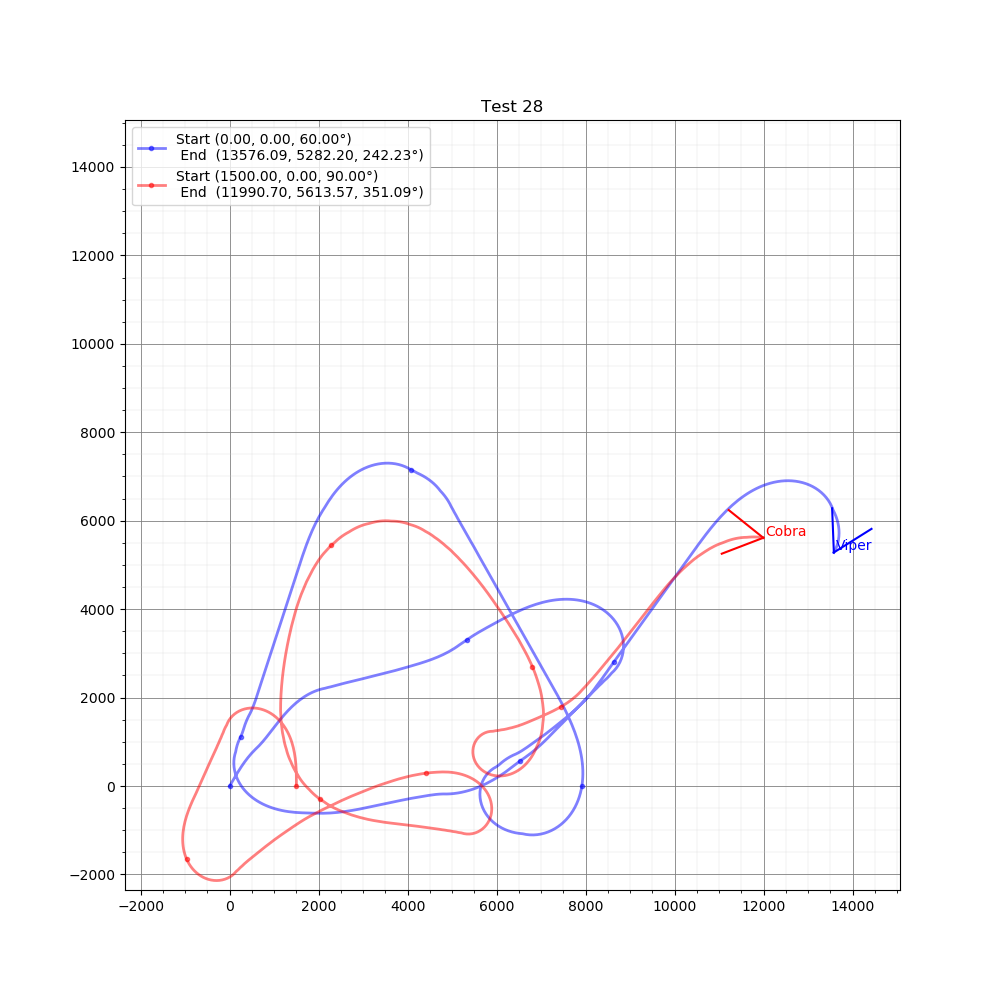 Test 28
Start (0.00, 0.00, 60.00°)
End  (13576.09, 5282.20, 242.23°)
Start (1500.00, 0.00, 90.00°)
End  (11990.70, 5613.57, 351.09°)
14000
12000
10000
8000
6000
4000
2000
0
−2000
Cobra
Viper
−2000 0 2000 4000 6000 8000 10000 12000 14000